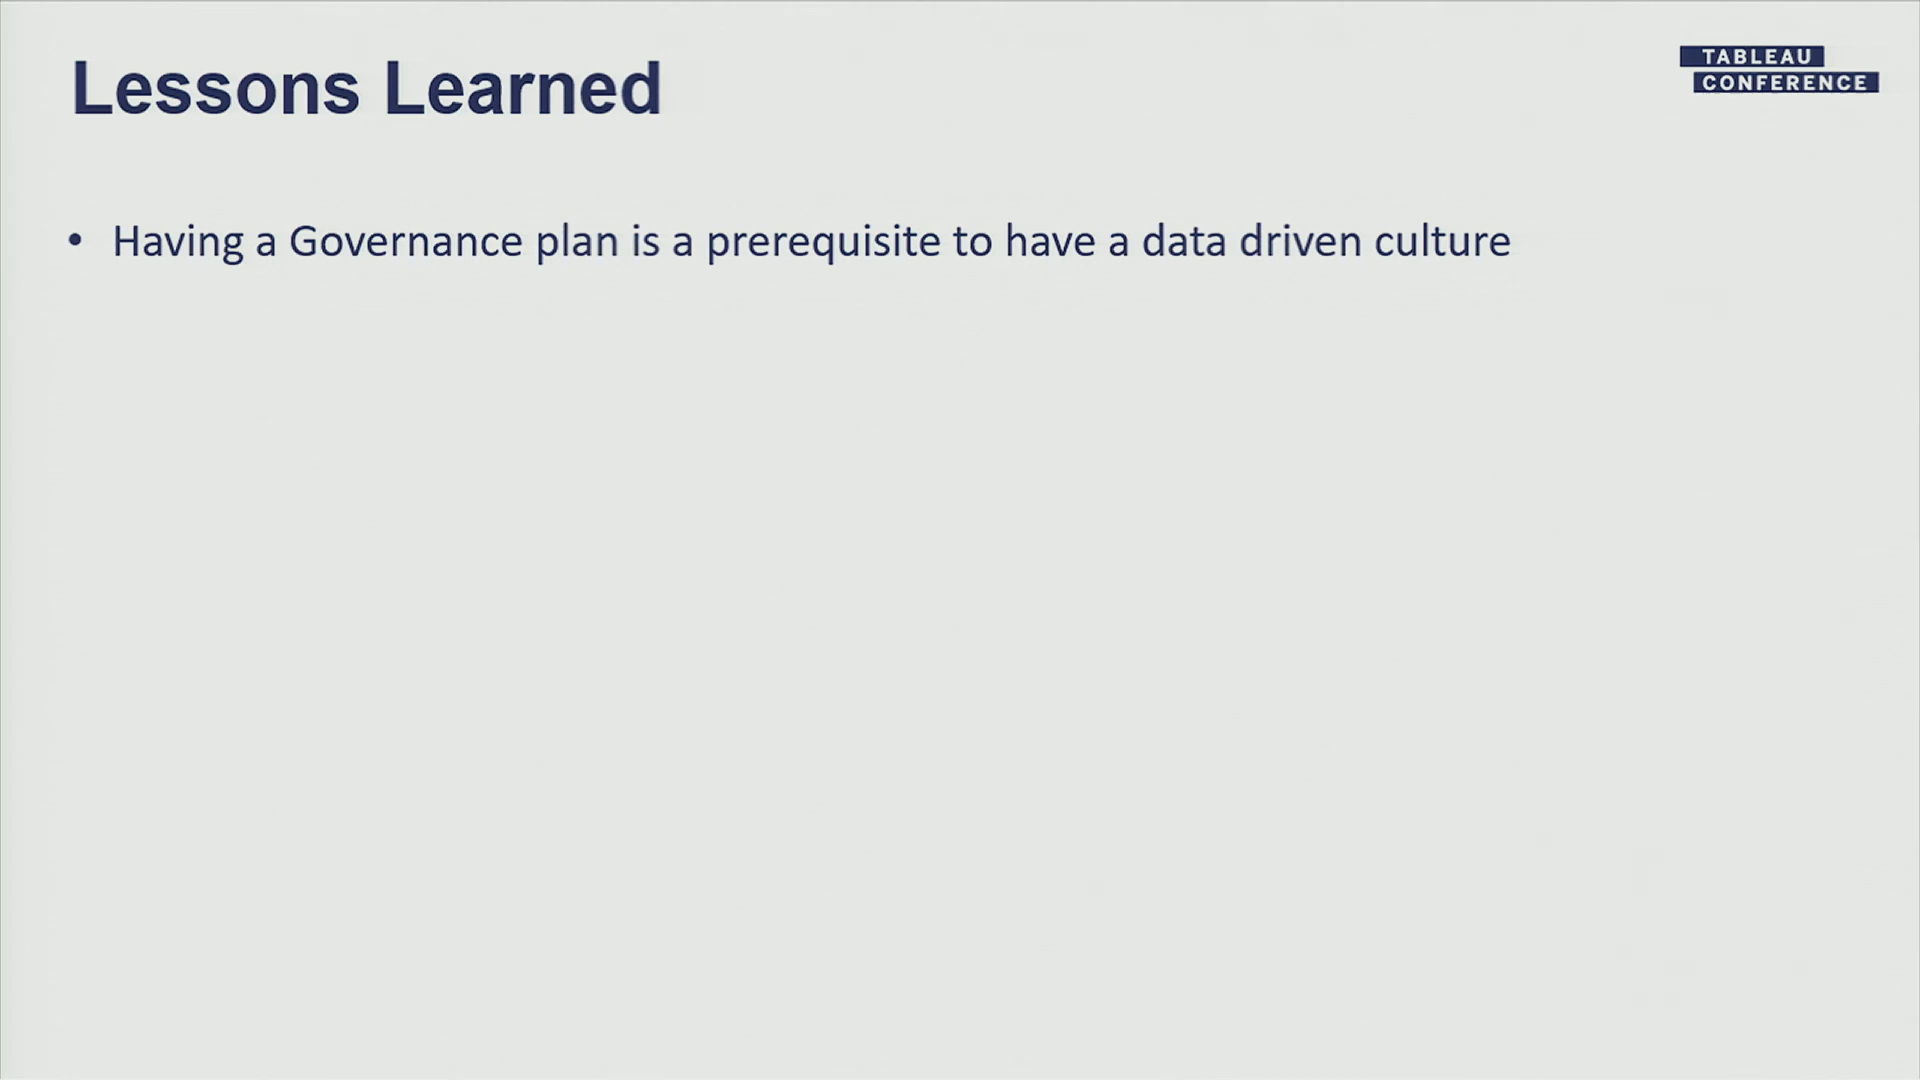 Lessons Learned
TABLEAU
CONFERENCE
• Having a Governance plan is a prerequisite to have a data driven culture